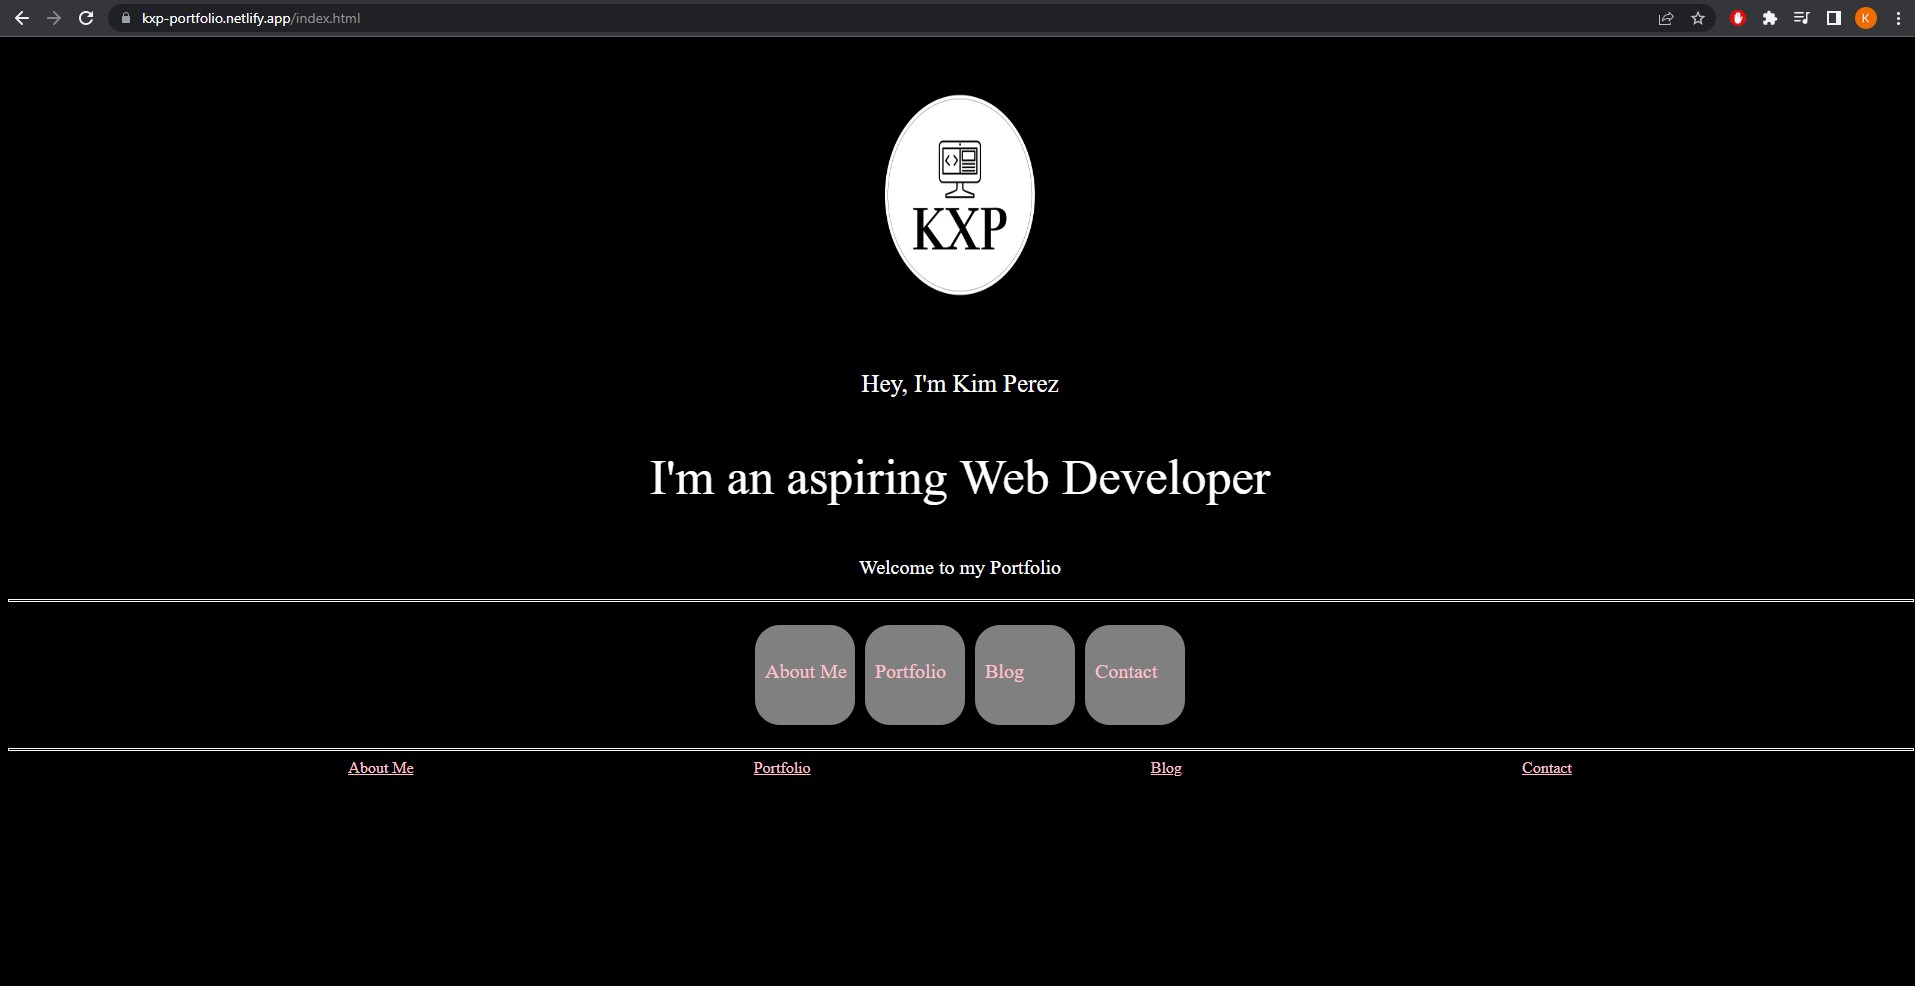 kxp-portfolio.netlify.app/index.html
K
<>
KXP
Hey, I'm Kim Perez
I'm an aspiring Web Developer
Welcome to my Portfolio
About Me Portfolio Blog Contact
About Me Portfolio Blog Contact